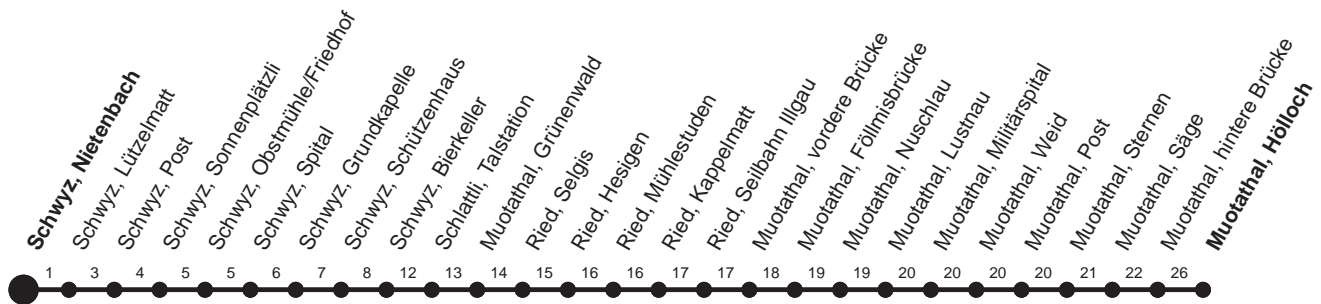 Schwyz, Nietenbach
Schwyz, Lützelmatt
Schwyz, Post
Schwyz, Sonnenplätzli
Schwyz, Obstmühle/Friedhof
Schwyz, Spital
Schwyz, Grundkapelle
Schwyz, Schützenhaus
Schwyz, Bierkeller
Schlattli, Talstation
Muotathal, Grünenwald
Ried, Selgis
Ried, Hesigen
Ried, Mühlestuden
Ried, Kappelmatt
Ried, Seilbahn Illgau
Muotathal, vordere Brücke
Muotathal, Föllmisbrücke
Muotathal, Nuschlau
Muotathal, Lustnau
Muotathal, Militärspital
Muotathal, Weid
Muotathal, Post
Muotathal, Sternen
Muotathal, Säge
Muotathal, hintere Brücke
Muotathal, Hölloch
1 3 4 5 5 6 7 8 12 13 14 15 16 16 17 17 18 19 19 20 20 20 20 21 22 26